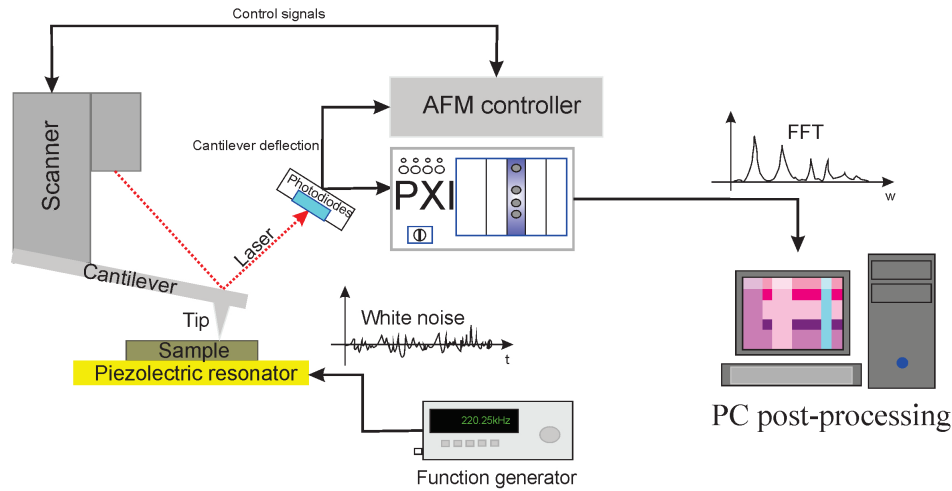 Control signals
AFM controller
Scanner
Cantilever deflection
Photodiodes
PXI
FFT
w
Laser
Cantilever
Tip
White noise
t
Sample
Piezolectric resonator
220.25kHz
Function generator
PC post-processing